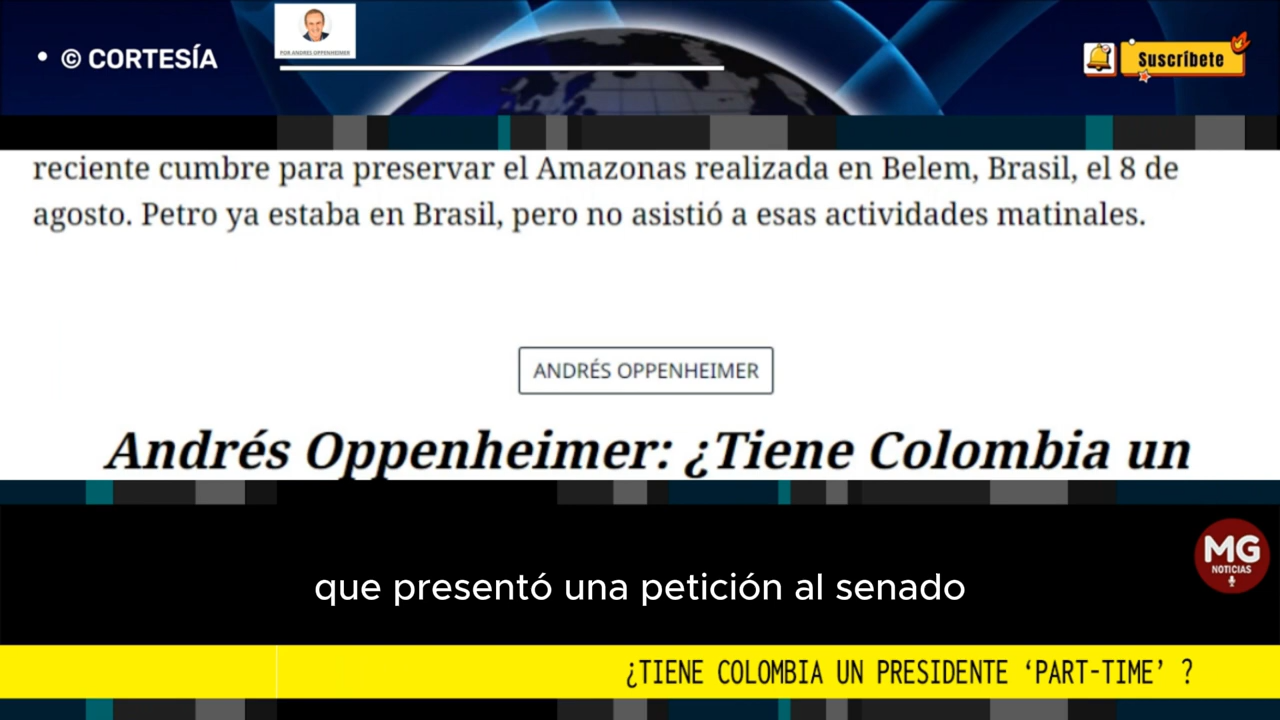 • © CORTESÍA
POR ANDRES OPPENHEIMER
Suscríbete
reciente cumbre para preservar el Amazonas realizada en Belem, Brasil, el 8 de
agosto. Petro ya estaba en Brasil, pero no asistió a esas actividades matinales.
ANDRÉS OPPENHEIMER
Andrés Oppenheimer: ¿Tiene Colombia un
MG
NOTICIAS
que presentó una petición al senado
¿TIENE COLOMBIA UN PRESIDENTE ‘PART-TIME’ ?